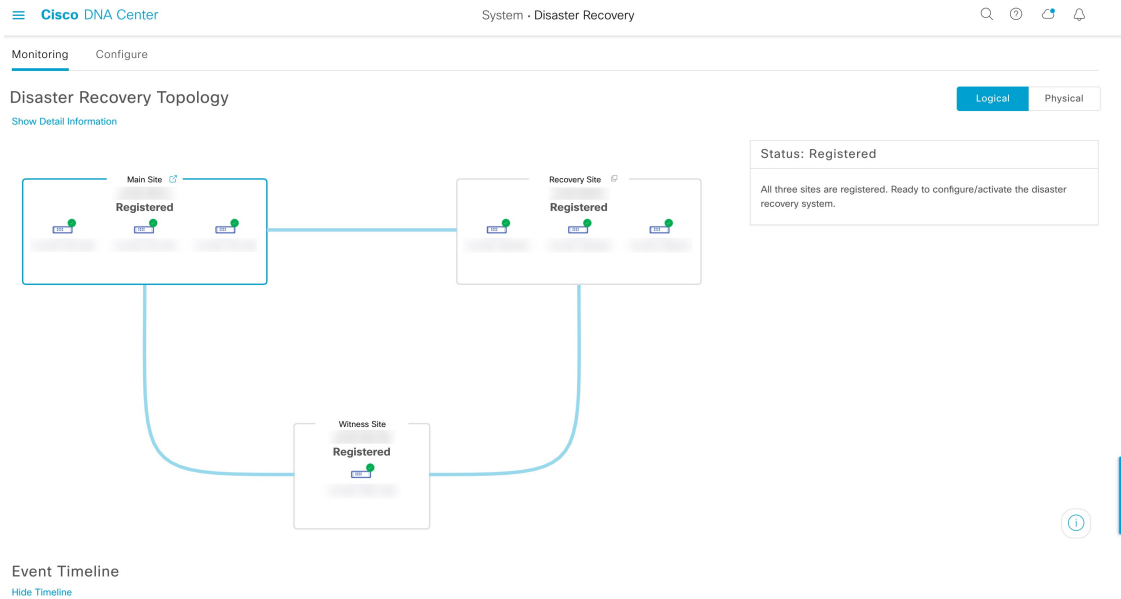 Cisco DNA Center
System · Disaster Recovery
Monitoring Configure
Disaster Recovery Topology
Logical Physical
Show Detail Information
Status: Registered
All three sites are registered. Ready to configure/activate the disaster
recovery system.
Main Site
Registered
Recovery Site
Registered
Witness Site
Registered
Event Timeline
Hide Timeline